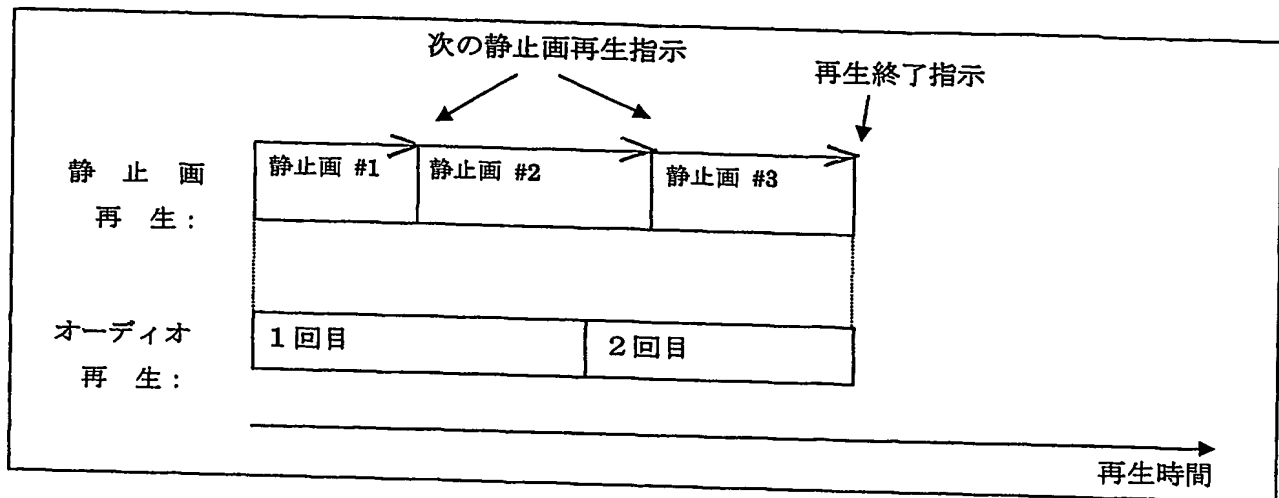 次の静止画再生指示
再生終了指示
静 止 画
再 生：
静止画 #1
静止画 #2
静止画 #3
オーディオ
再 生：
１回目
２回目
再生時間